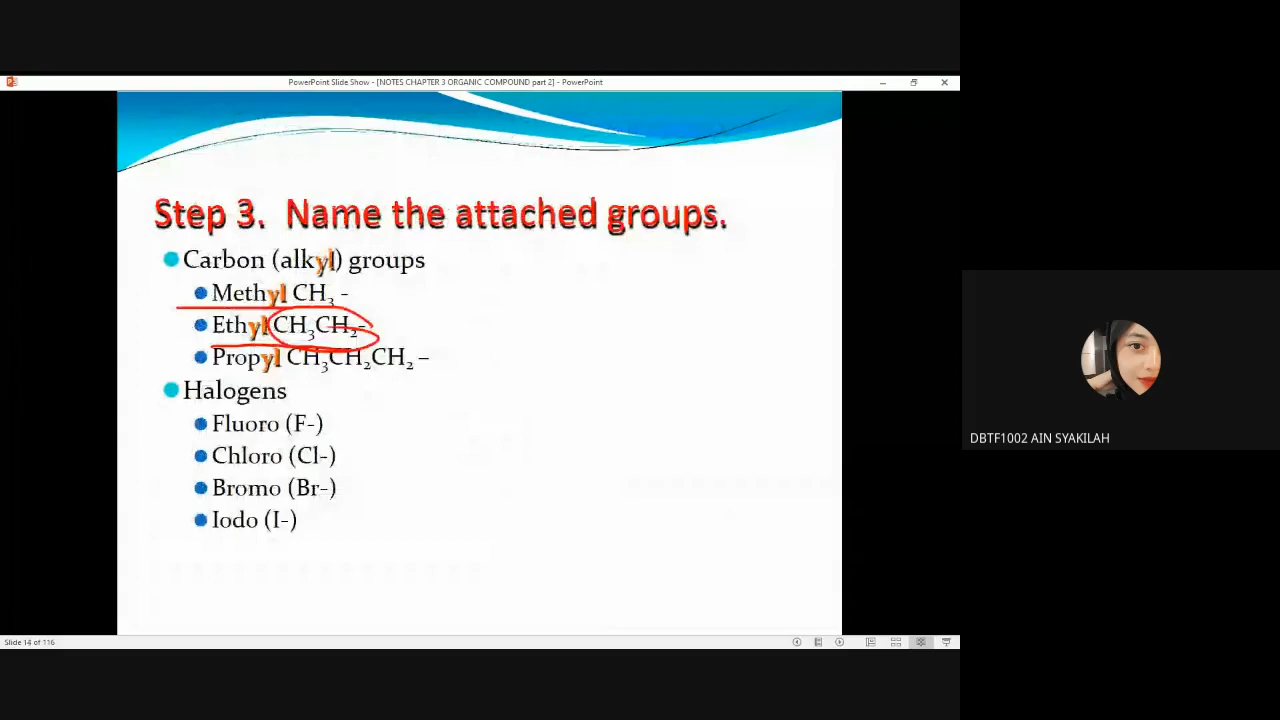 PowerPoint Slide Show - [NOTES CHAPTER 3 ORGANIC COMPOUND part 2] - PowerPoint
Step 3. Name the attached groups.
Carbon (alkyl) groups
Methyl CH₃ -
Ethyl CH₃CH₂-
Propyl CH₃CH₂CH₂ –
Halogens
Fluoro (F-)
Chloro (Cl-)
Bromo (Br-)
Iodo (I-)
DBTF1002 AIN SYAKILAH
Slide 14 of 116